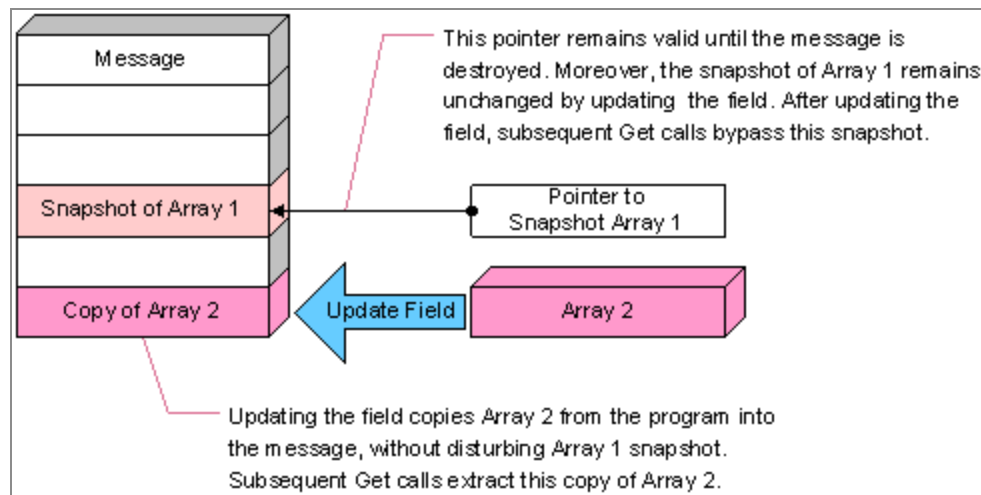 Message
This pointer remains valid until the message is
destroyed. Moreover, the snapshot of Array 1 remains
unchanged by updating the field. After updating the
field, subsequent Get calls bypass this snapshot.
Snapshot of Array 1
Pointer to
Snapshot Array 1
Copy of Array 2
Update Field
Array 2
Updating the field copies Array 2 from the program into
the message, without disturbing Array 1 snapshot.
Subsequent Get calls extract this copy of Array 2.